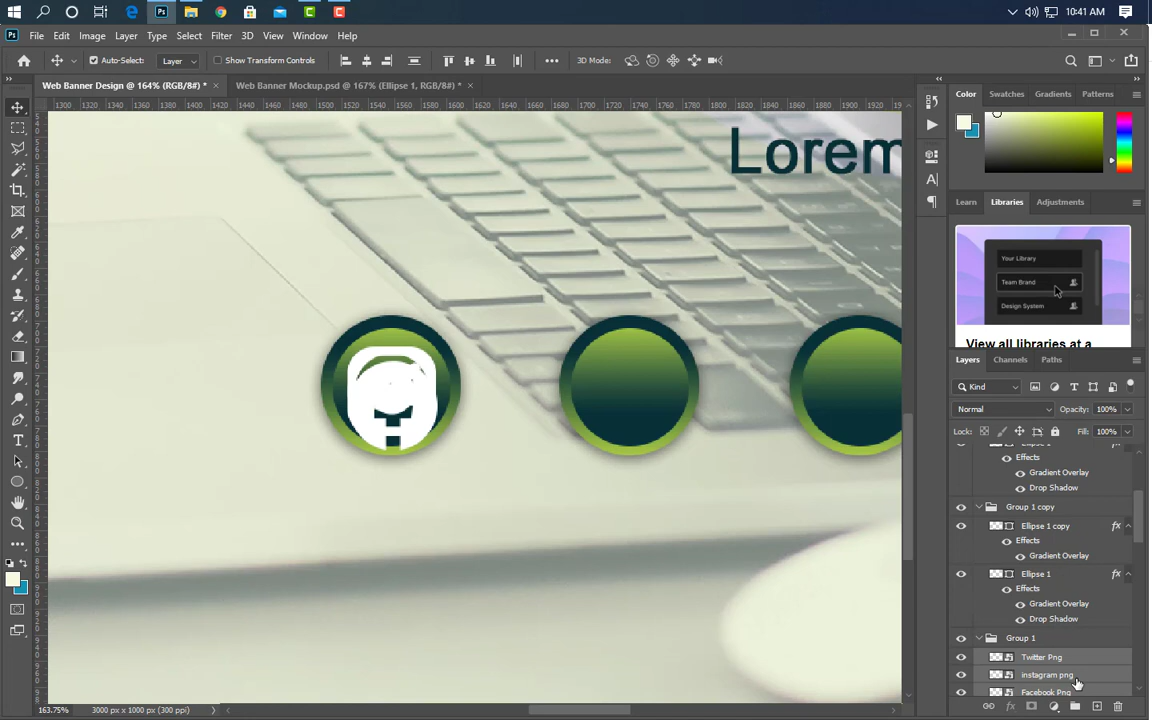 10:41 AM
File Edit Image Layer Type Select Filter 3D View Window Help
Auto-Select: Layer Show Transform Controls 3D Mode:
Web Banner Design @ 164% (RGB/8#) * × Web Banner Mockup.psd @ 167% (Ellipse 1, RGB/8#) * ×
1300 1320 1340 1360 1380 1400 1420 1440 1460 1480 1500 1520 1540 1560 1580 1600 1620 1640 1660 1680 1700 1720 1740 1760 1780 1800 1820 1840 1860 1880 1900
Color Swatches Gradients Patterns
Lorem
Learn Libraries Adjustments
Your Library
Team Brand
Design System
View all libraries at a
Layers Channels Paths
Kind
Normal Opacity: 100%
Lock: Fill: 100%
Effects
Gradient Overlay
Drop Shadow
Group 1 copy
Ellipse 1 copy fx
Effects
Gradient Overlay
Ellipse 1 fx
Effects
Gradient Overlay
Drop Shadow
Group 1
Twitter Png
instagram png
Facebook Png
163.75% 3000 px x 1000 px (300 ppi)